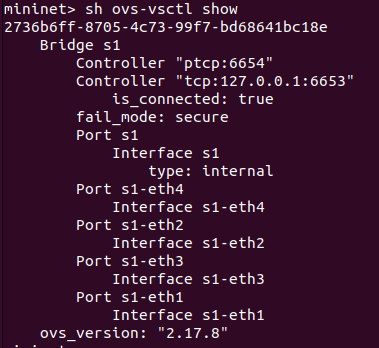 mininet> sh ovs-vsctl show
2736b6ff-8705-4c73-99f7-bd68641bc18e
    Bridge s1
        Controller "ptcp:6654"
        Controller "tcp:127.0.0.1:6653"
            is_connected: true
        fail_mode: secure
        Port s1
            Interface s1
                type: internal
        Port s1-eth4
            Interface s1-eth4
        Port s1-eth2
            Interface s1-eth2
        Port s1-eth3
            Interface s1-eth3
        Port s1-eth1
            Interface s1-eth1
    ovs_version: "2.17.8"